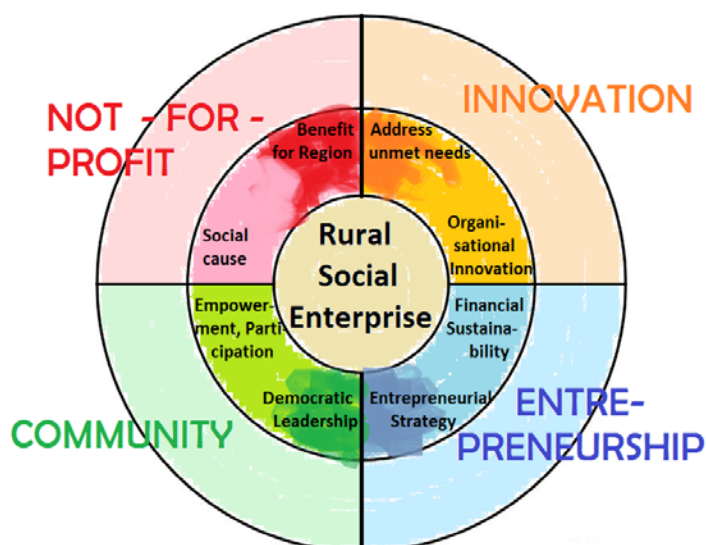 NOT - FOR -
PROFIT
INNOVATION
Benefit
for Region
Address
unmet needs
Social
cause
Organi-
sational
Innovation
Rural
Social
Enterprise
Empower-
ment, Parti-
cipation
Financial
Sustaina-
bility
Democratic
Leadership
Entrepreneurial
Strategy
COMMUNITY
ENTRE-
PRENEURSHIP